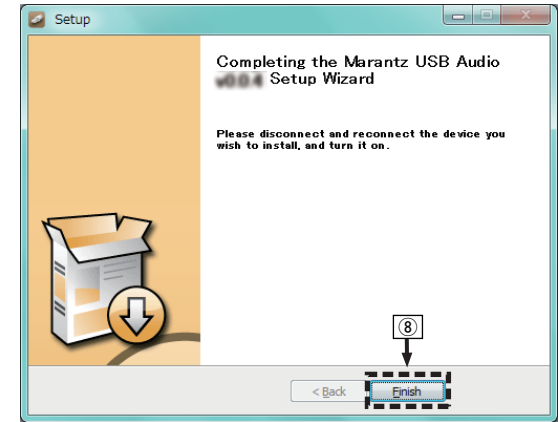 Setup
Completing the Marantz USB Audio
Setup Wizard
Please disconnect and reconnect the device you
wish to install, and turn it on.
⑧
< Back
Finish